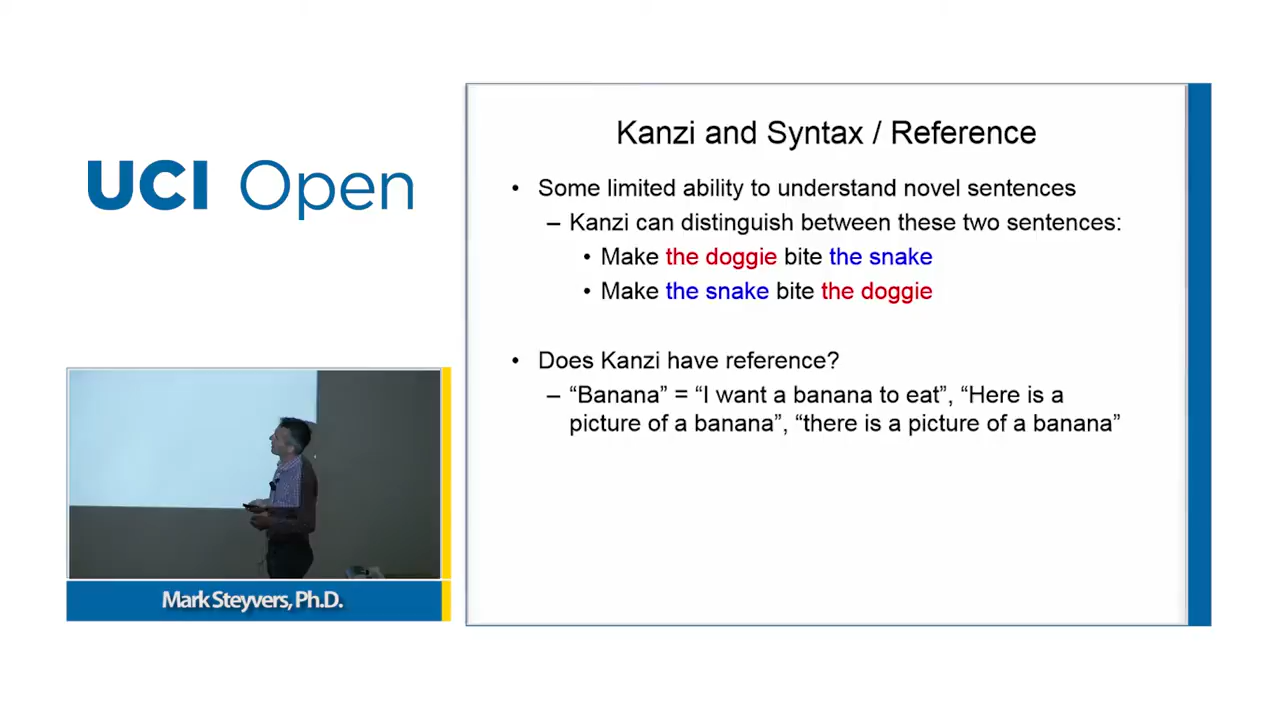 UCI Open
Kanzi and Syntax / Reference
• Some limited ability to understand novel sentences
– Kanzi can distinguish between these two sentences:
• Make the doggie bite the snake
• Make the snake bite the doggie
• Does Kanzi have reference?
– “Banana” = “I want a banana to eat”, “Here is a
picture of a banana”, “there is a picture of a banana”
Mark Steyvers, Ph.D.